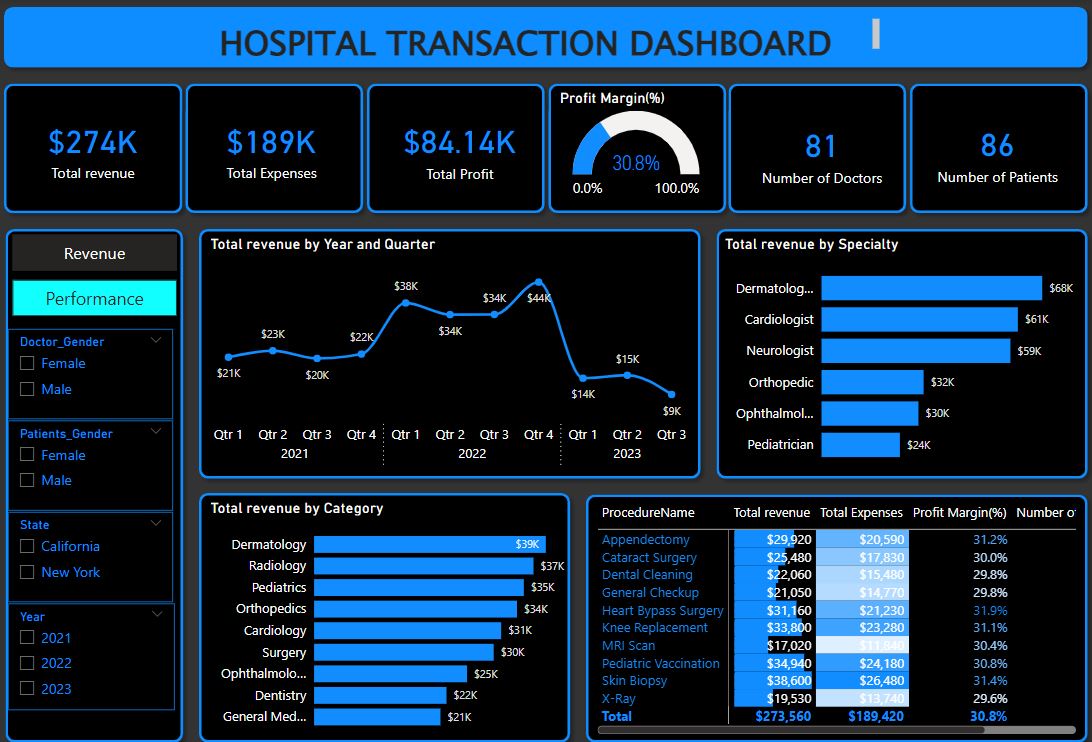 HOSPITAL TRANSACTION DASHBOARD
$274K
Total revenue
$189K
Total Expenses
$84.14K
Total Profit
Profit Margin(%)
30.8%
0.0% 100.0%
81
Number of Doctors
86
Number of Patients
Revenue
Performance
Doctor_Gender
Female
Male
Patients_Gender
Female
Male
State
California
New York
Year
2021
2022
2023
Total revenue by Year and Quarter
$21K $23K $20K $22K $38K $34K $34K $44K $14K $15K $9K
Qtr 1 Qtr 2 Qtr 3 Qtr 4 Qtr 1 Qtr 2 Qtr 3 Qtr 4 Qtr 1 Qtr 2 Qtr 3
2021 2022 2023
Total revenue by Specialty
Dermatolog... $68K
Cardiologist $61K
Neurologist $59K
Orthopedic $32K
Ophthalmol... $30K
Pediatrician $24K
Total revenue by Category
Dermatology $39K
Radiology $37K
Pediatrics $35K
Orthopedics $34K
Cardiology $31K
Surgery $30K
Ophthalmolo... $25K
Dentistry $22K
General Med... $21K
ProcedureName Total revenue Total Expenses Profit Margin(%) Number of
Appendectomy $29,920 $20,590 31.2%
Cataract Surgery $25,480 $17,830 30.0%
Dental Cleaning $22,060 $15,480 29.8%
General Checkup $21,050 $14,770 29.8%
Heart Bypass Surgery $31,160 $21,230 31.9%
Knee Replacement $33,800 $23,280 31.1%
MRI Scan $17,020 $11,840 30.4%
Pediatric Vaccination $34,940 $24,180 30.8%
Skin Biopsy $38,600 $26,480 31.4%
X-Ray $19,530 $13,740 29.6%
Total $273,560 $189,420 30.8%